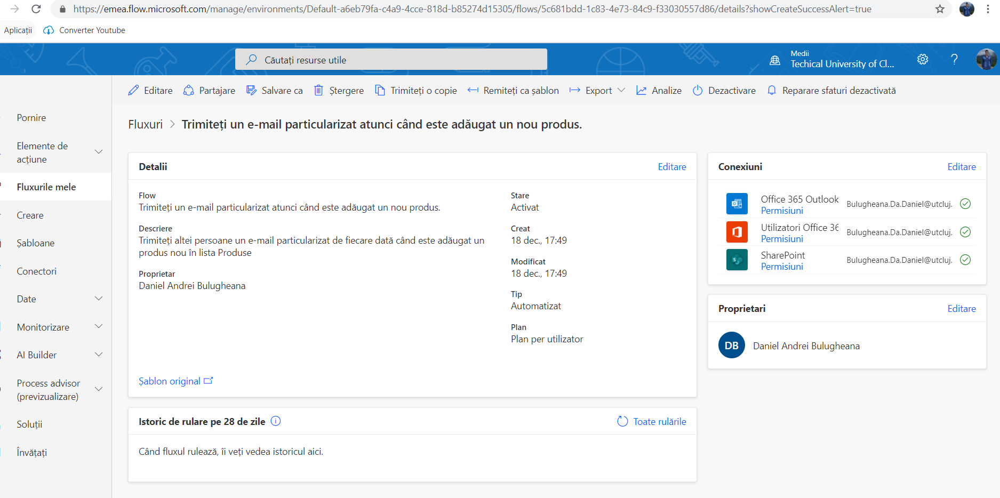 https://emea.flow.microsoft.com/manage/environments/Default-a6eb79fa-c4a9-4cce-818d-b85274d15305/flows/5c681bdd-1c83-4e73-84c9-f33030557d86/details?showCreateSuccessAlert=true
Aplicații
Converter Youtube
Căutați resurse utile
Medii
Techical University of Cl...
Editare
Partajare
Salvare ca
Ștergere
Trimiteți o copie
Remiteți ca șablon
Export
Analize
Dezactivare
Reparare sfaturi dezactivată
Pornire
Elemente de
acțiune
Fluxurile mele
Creare
Șabloane
Conectori
Date
Monitorizare
AI Builder
Process advisor
(previzualizare)
Soluții
Învățați
Fluxuri > Trimiteți un e-mail particularizat atunci când este adăugat un nou produs.
Detalii
Editare
Flow
Trimiteți un e-mail particularizat atunci când este adăugat un nou produs.
Descriere
Trimiteți altei persoane un e-mail particularizat de fiecare dată când este adăugat un
produs nou în lista Produse
Proprietar
Daniel Andrei Bulugheana
Stare
Activat
Creat
18 dec., 17:49
Modificat
18 dec., 17:49
Tip
Automatizat
Plan
Plan per utilizator
Șablon original
Istoric de rulare pe 28 de zile
Toate rulările
Când fluxul rulează, îi veți vedea istoricul aici.
Conexiuni
Editare
Office 365 Outlook
Permisiuni
Bulugheana.Da.Daniel@utcluj.
Utilizatori Office 36
Permisiuni
Bulugheana.Da.Daniel@utcluj.
SharePoint
Permisiuni
Bulugheana.Da.Daniel@utcluj.
Proprietari
Editare
DB
Daniel Andrei Bulugheana